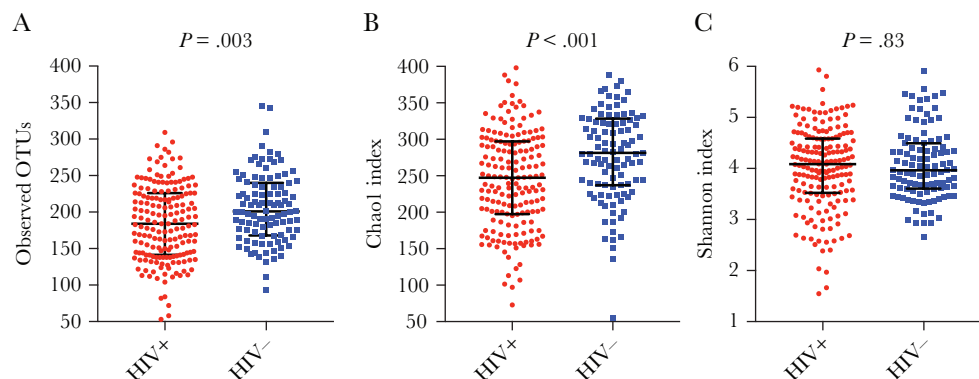 A
P = .003
Observed OTUs
400
350
300
250
200
150
100
50
HIV+
HIV–
B
P < .001
Chaol index
400
350
300
250
200
150
100
50
HIV+
HIV–
C
P = .83
Shannon index
6
5
4
3
2
1
HIV+
HIV–